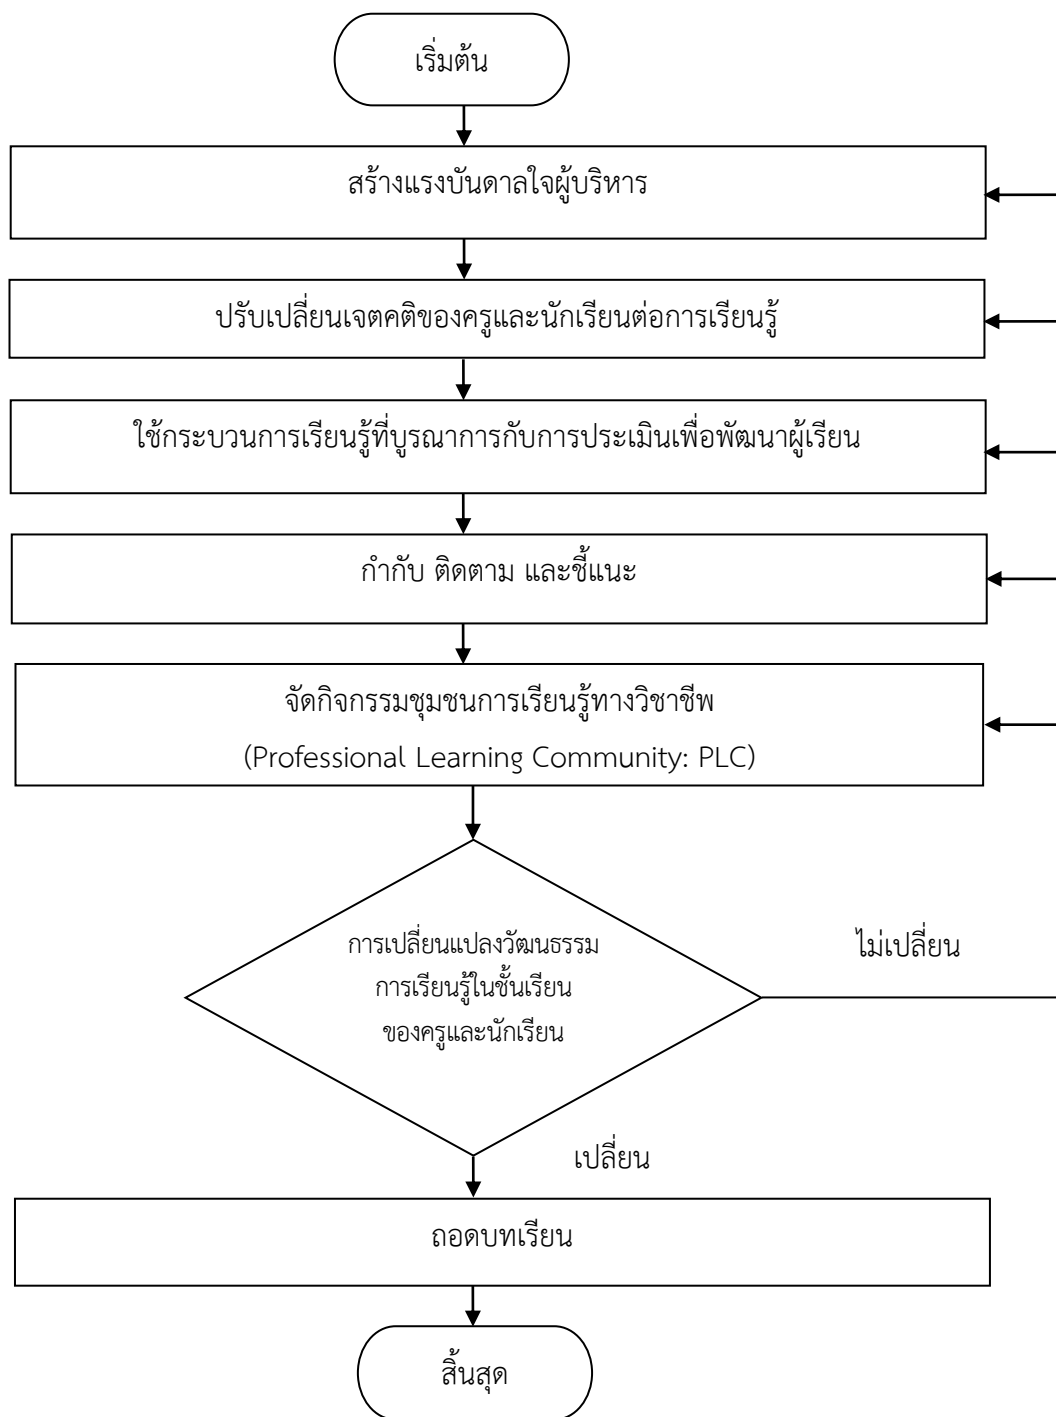 เริ่มต้น
สร้างแรงบันดาลใจผู้บริหาร
ปรับเปลี่ยนเจตคติของครูและนักเรียนต่อการเรียนรู้
ใช้กระบวนการเรียนรู้ที่บูรณาการกับการประเมินเพื่อพัฒนาผู้เรียน
กำกับ ติดตาม และชี้แนะ
จัดกิจกรรมชุมชนการเรียนรู้ทางวิชาชีพ
(Professional Learning Community: PLC)
การเปลี่ยนแปลงวัฒนธรรม
การเรียนรู้ในชั้นเรียน
ของครูและนักเรียน
ไม่เปลี่ยน
เปลี่ยน
ถอดบทเรียน
สิ้นสุด